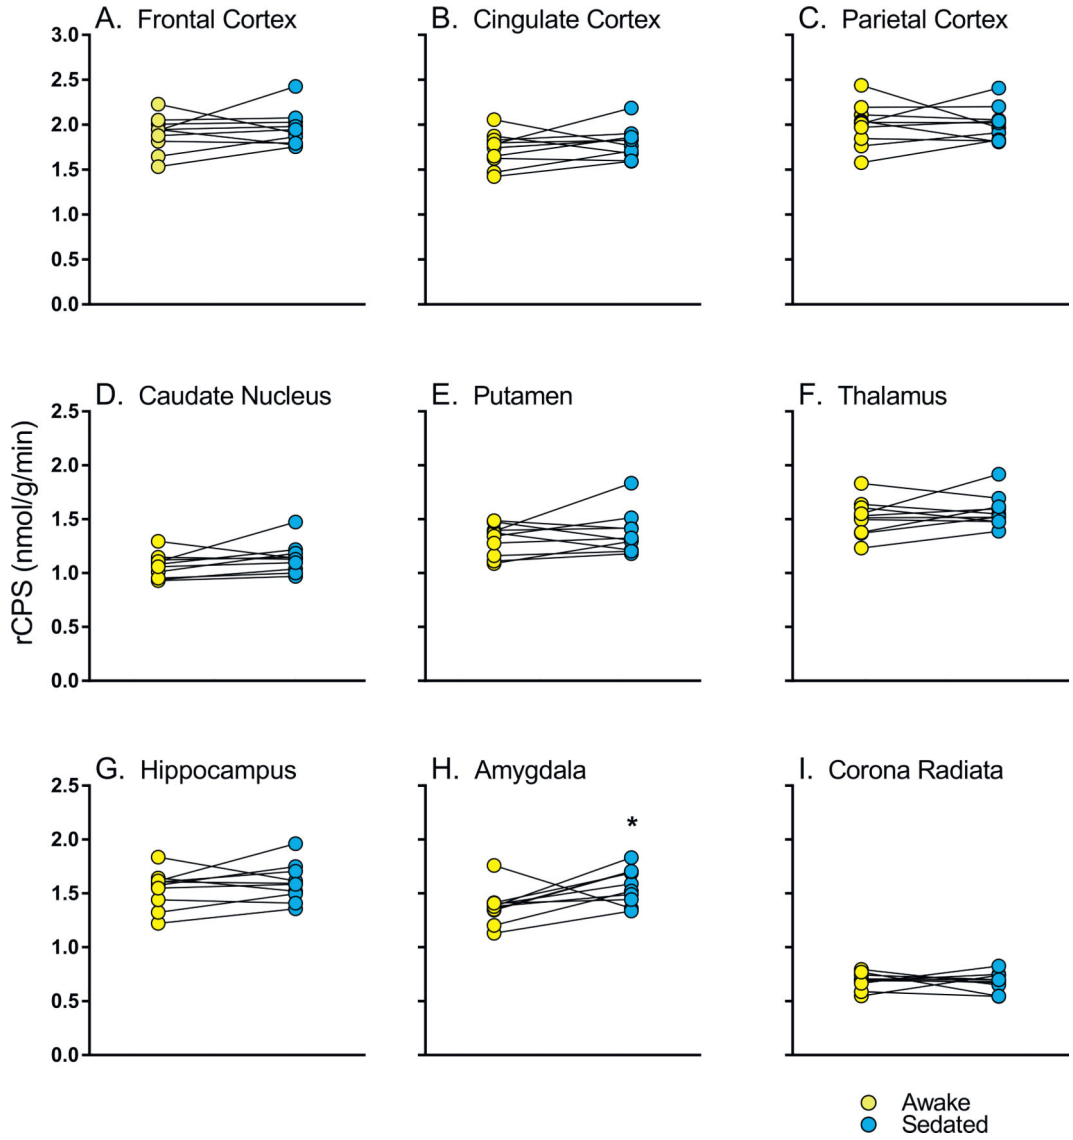 A. Frontal Cortex
B. Cingulate Cortex
C. Parietal Cortex
3.0
2.5
2.0
1.5
1.0
0.5
0.0
D. Caudate Nucleus
E. Putamen
F. Thalamus
2.5
2.0
1.5
1.0
0.5
0.0
rCPS (nmol/g/min)
G. Hippocampus
H. Amygdala
I. Corona Radiata
2.5
2.0
1.5
1.0
0.5
0.0
*
Awake
Sedated